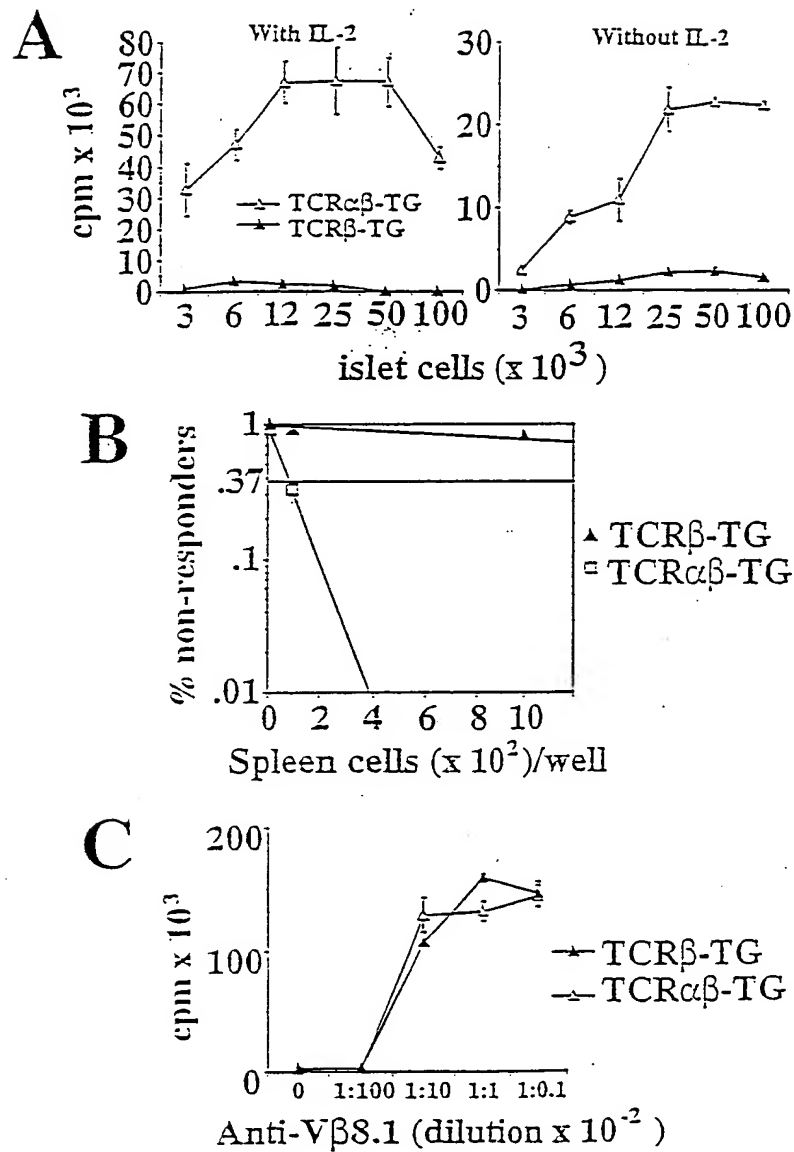 A
With IL-2
Without IL-2
80
70
60
50
40
30
20
10
0
cpm x 10³
TCRαβ-TG
TCRβ-TG
3 6 12 25 50 100
30
20
10
0
3 6 12 25 50 100
islet cells (x 10³)
B
1
.37
.1
.01
% non-responders
TCRβ-TG
TCRαβ-TG
0 2 4 6 8 10
Spleen cells (x 10²)/well
C
200
100
0
cpm x 10³
TCRβ-TG
TCRαβ-TG
0 1:100 1:10 1:1 1:0.1
Anti-Vβ8.1 (dilution x 10⁻²)